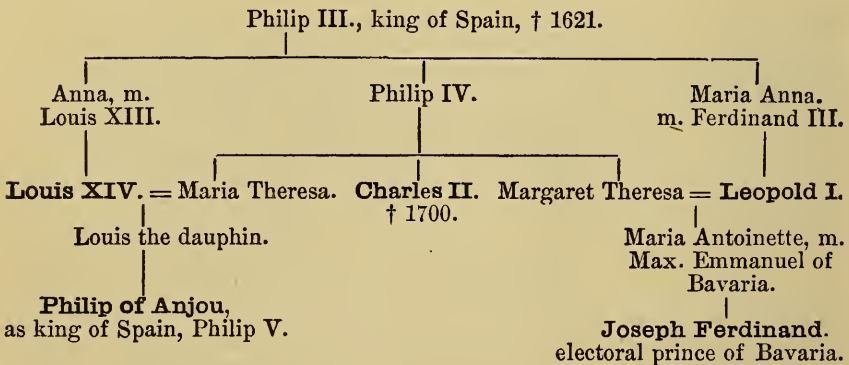 Philip III., king of Spain, † 1621.
Anna, m. Philip IV. Maria Anna.
Louis XIII. m. Ferdinand III.
Louis XIV. = Maria Theresa. Charles II. Margaret Theresa = Leopold I.
† 1700.
Louis the dauphin. Maria Antoinette, m.
Max. Emmanuel of
Bavaria.
Philip of Anjou,
as king of Spain, Philip V. Joseph Ferdinand.
electoral prince of Bavaria.